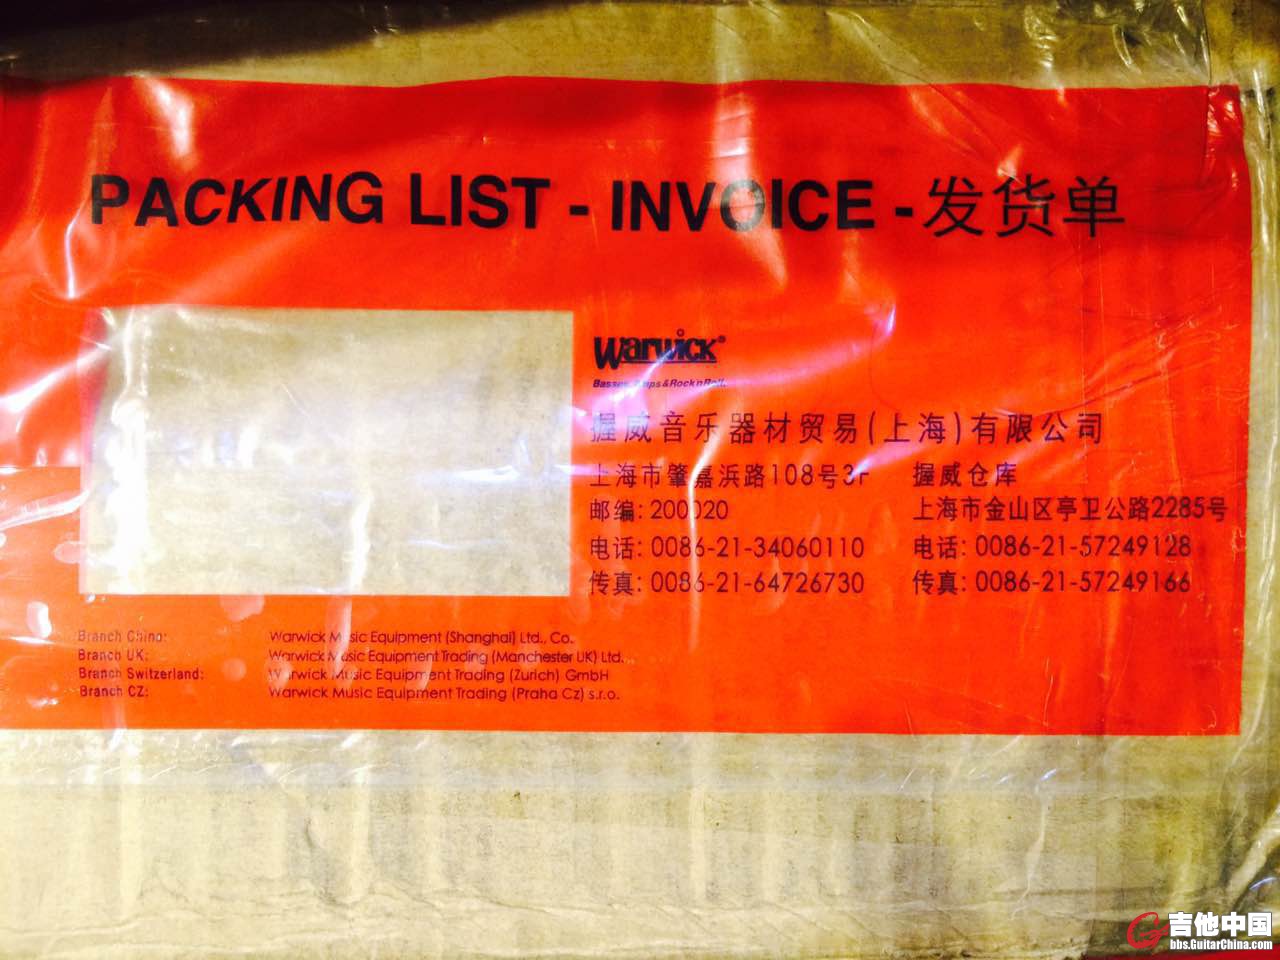 PACKING LIST - INVOICE -发货单
Warwick®
Basses, Amps & Rock'n Roll.
握威音乐器材贸易(上海)有限公司
上海市肇嘉浜路108号3F
邮编: 200020
电话: 0086-21-34060110
传真: 0086-21-64726730
握威仓库
上海市金山区亭卫公路2285号
电话: 0086-21-57249128
传真: 0086-21-57249166
Branch China: Warwick Music Equipment (Shanghai) Ltd., Co.
Branch UK: Warwick Music Equipment Trading (Manchester UK) Ltd.
Branch Switzerland: Warwick Music Equipment Trading (Zurich) GmbH
Branch CZ: Warwick Music Equipment Trading (Praha Cz) s.r.o.
吉他中国
bbs.GuitarChina.com